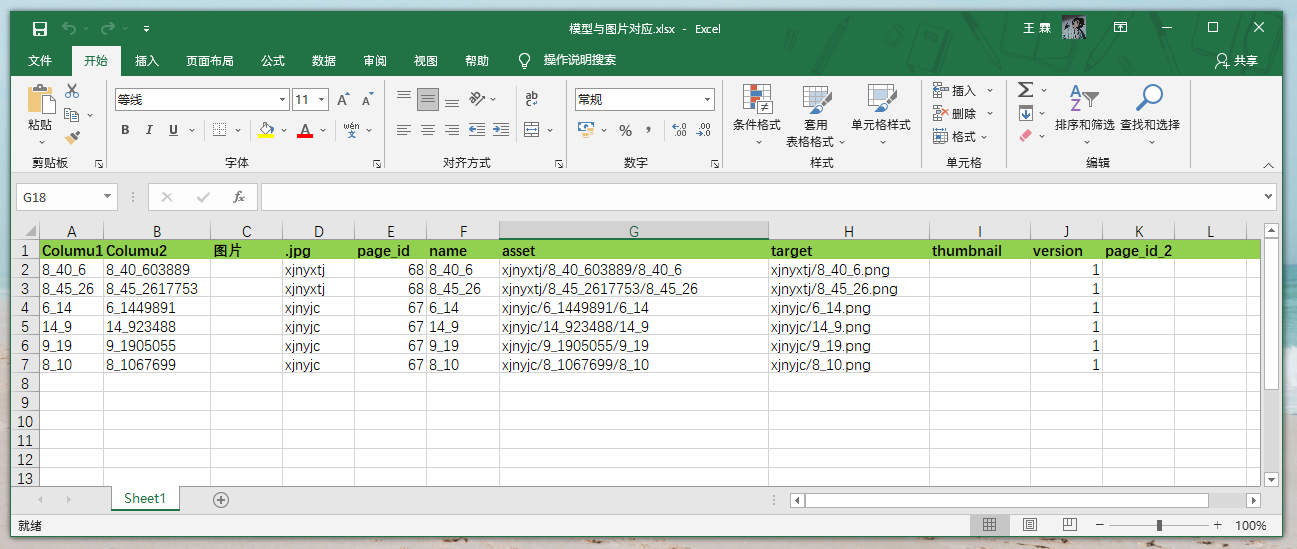 模型与图片对应.xlsx - Excel
王 霖
文件 开始 插入 页面布局 公式 数据 审阅 视图 帮助 操作说明搜索 共享
粘贴
剪贴板
等线 11 A A
B I U A wén 文
字体
ab c
对齐方式
常规
% , .00
数字
条件格式 套用 表格格式 单元格样式
样式
插入
删除
格式
单元格
Σ
排序和筛选 查找和选择
编辑
G18 fx
A B C D E F G H I J K L
1 Columu1 Columu2 图片 .jpg page_id name asset target thumbnail version page_id_2
2 8_40_6 8_40_603889 xjnyxtj 68 8_40_6 xjnyxtj/8_40_603889/8_40_6 xjnyxtj/8_40_6.png 1
3 8_45_26 8_45_2617753 xjnyxtj 68 8_45_26 xjnyxtj/8_45_2617753/8_45_26 xjnyxtj/8_45_26.png 1
4 6_14 6_1449891 xjnyjc 67 6_14 xjnyjc/6_1449891/6_14 xjnyjc/6_14.png 1
5 14_9 14_923488 xjnyjc 67 14_9 xjnyjc/14_923488/14_9 xjnyjc/14_9.png 1
6 9_19 9_1905055 xjnyjc 67 9_19 xjnyjc/9_1905055/9_19 xjnyjc/9_19.png 1
7 8_10 8_1067699 xjnyjc 67 8_10 xjnyjc/8_1067699/8_10 xjnyjc/8_10.png 1
8
9
10
11
12
13
Sheet1
就绪 100%